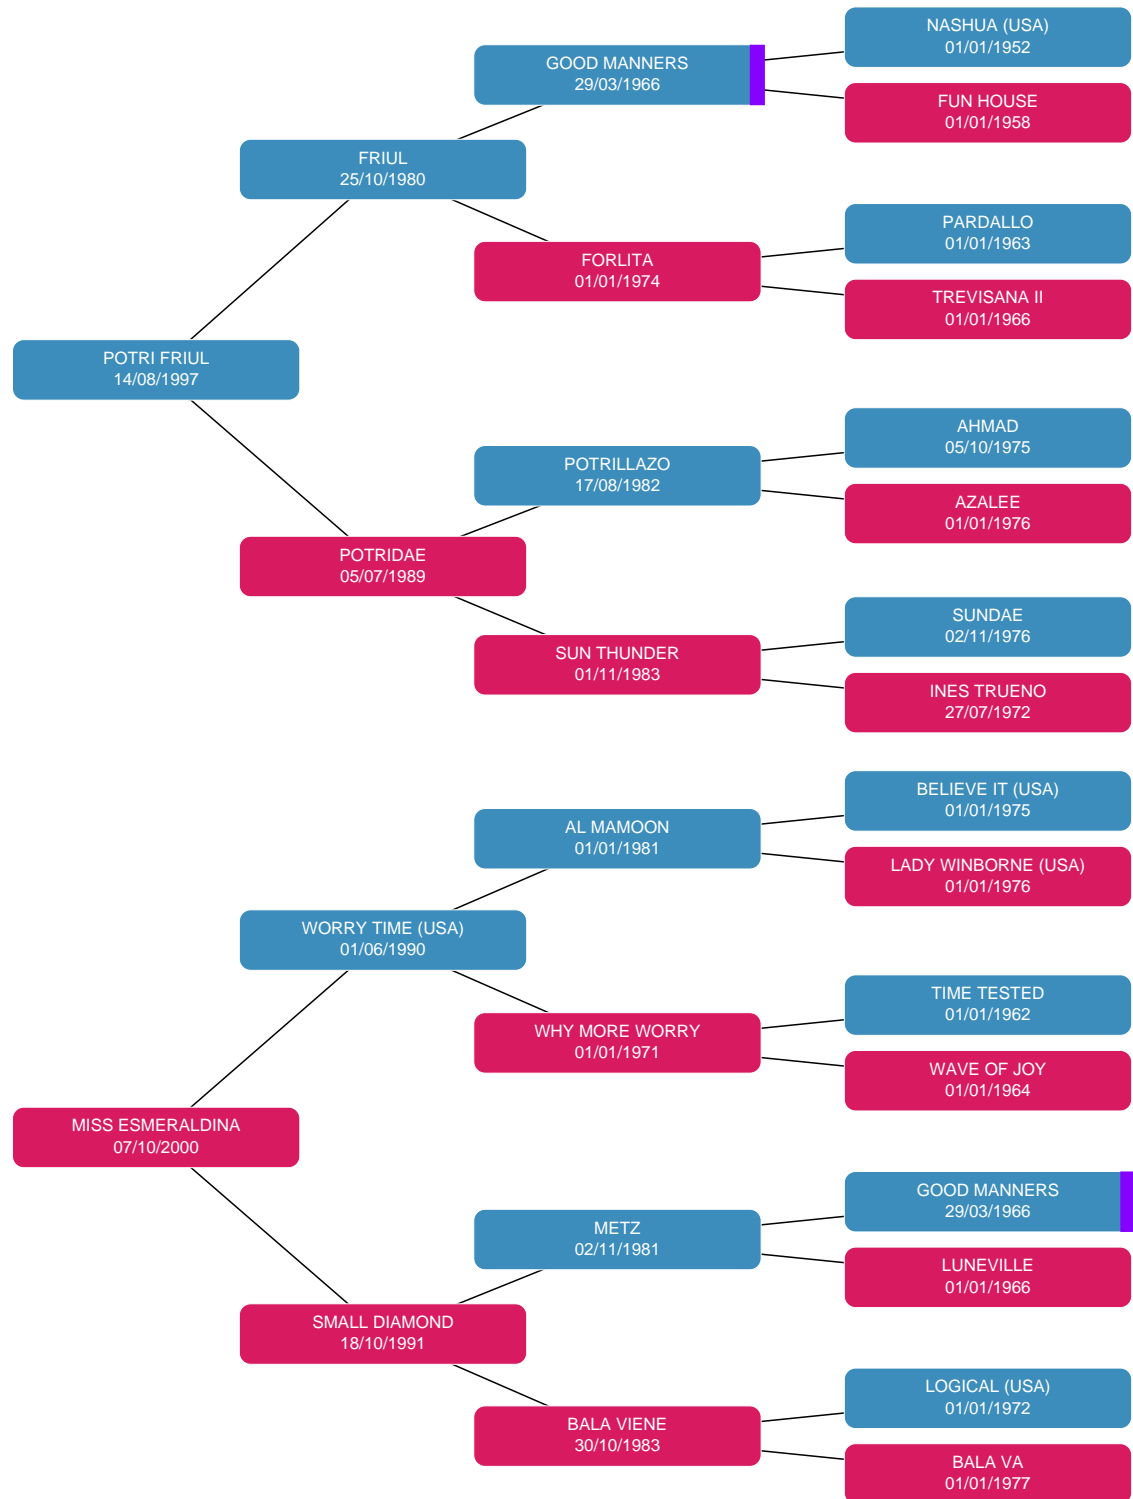 NASHUA (USA)
01/01/1952
GOOD MANNERS
29/03/1966
FUN HOUSE
01/01/1958
FRIUL
25/10/1980
PARDALLO
01/01/1963
FORLITA
01/01/1974
TREVISANA II
01/01/1966
POTRI FRIUL
14/08/1997
AHMAD
05/10/1975
POTRILLAZO
17/08/1982
AZALEE
01/01/1976
POTRIDAE
05/07/1989
SUNDAE
02/11/1976
SUN THUNDER
01/11/1983
INES TRUENO
27/07/1972
BELIEVE IT (USA)
01/01/1975
AL MAMOON
01/01/1981
LADY WINBORNE (USA)
01/01/1976
WORRY TIME (USA)
01/06/1990
TIME TESTED
01/01/1962
WHY MORE WORRY
01/01/1971
WAVE OF JOY
01/01/1964
MISS ESMERALDINA
07/10/2000
GOOD MANNERS
29/03/1966
METZ
02/11/1981
LUNEVILLE
01/01/1966
SMALL DIAMOND
18/10/1991
LOGICAL (USA)
01/01/1972
BALA VIENE
30/10/1983
BALA VA
01/01/1977